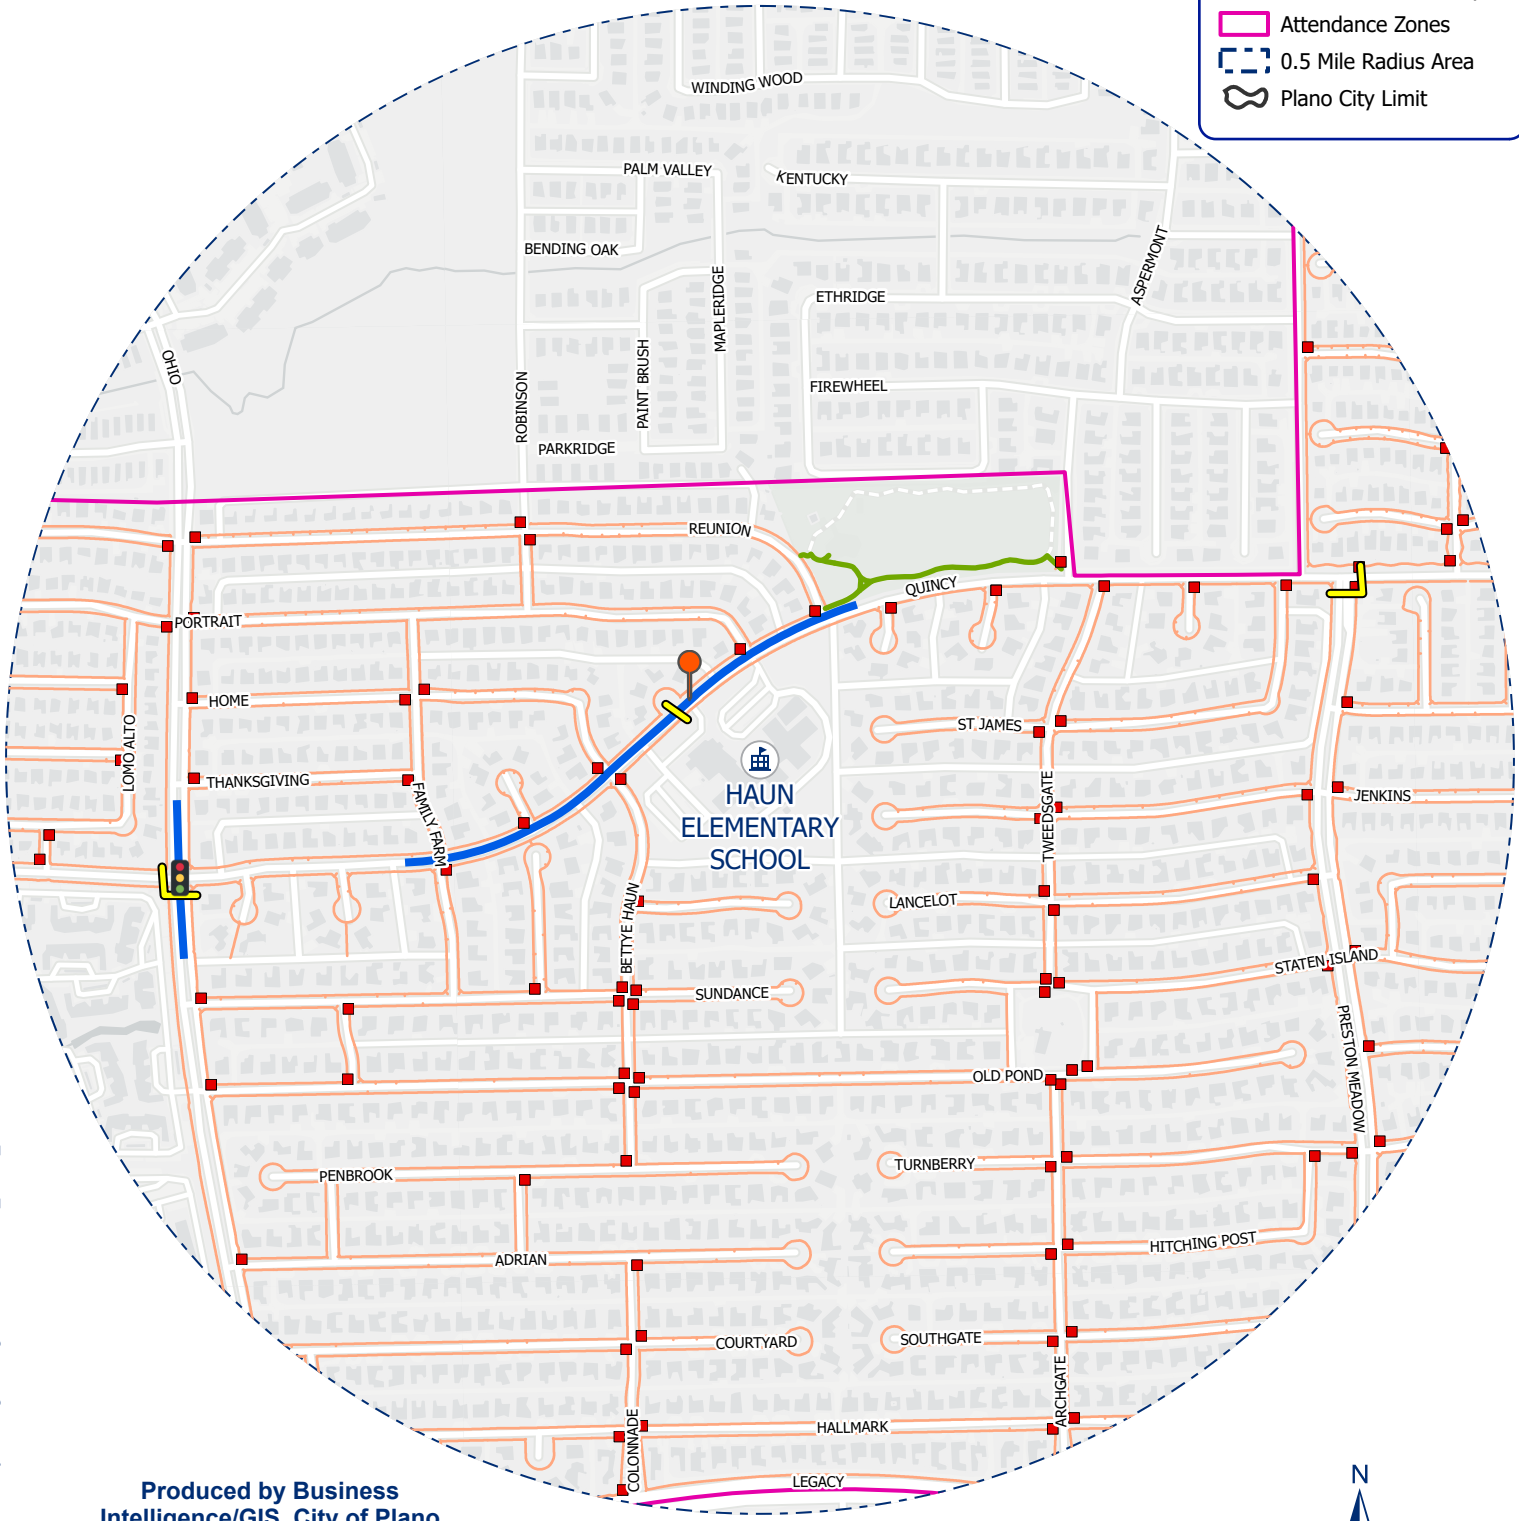 Attendance Zones
0.5 Mile Radius Area
Plano City Limit
WINDING WOOD
PALM VALLEY
KENTUCKY
BENDING OAK
ASPERMONT
MAPLERIDGE
ETHRIDGE
OHIO
PAINT BRUSH
ROBINSON
FIREWHEEL
PARKRIDGE
REUNION
QUINCY
PORTRAIT
HOME
LOMO ALTO
ST JAMES
THANKSGIVING
FAMILY FARM
HAUN
ELEMENTARY
SCHOOL
TWEEDSGATE
JENKINS
BETTYE HAUN
LANCELOT
STATEN ISLAND
SUNDANCE
PRESTON MEADOW
OLD POND
PENBROOK
TURNBERRY
HITCHING POST
ADRIAN
COURTYARD
SOUTHGATE
ARCHGATE
COLONNADE
HALLMARK
LEGACY
N
Produced by Business
Intelligence/GIS, City of Plano